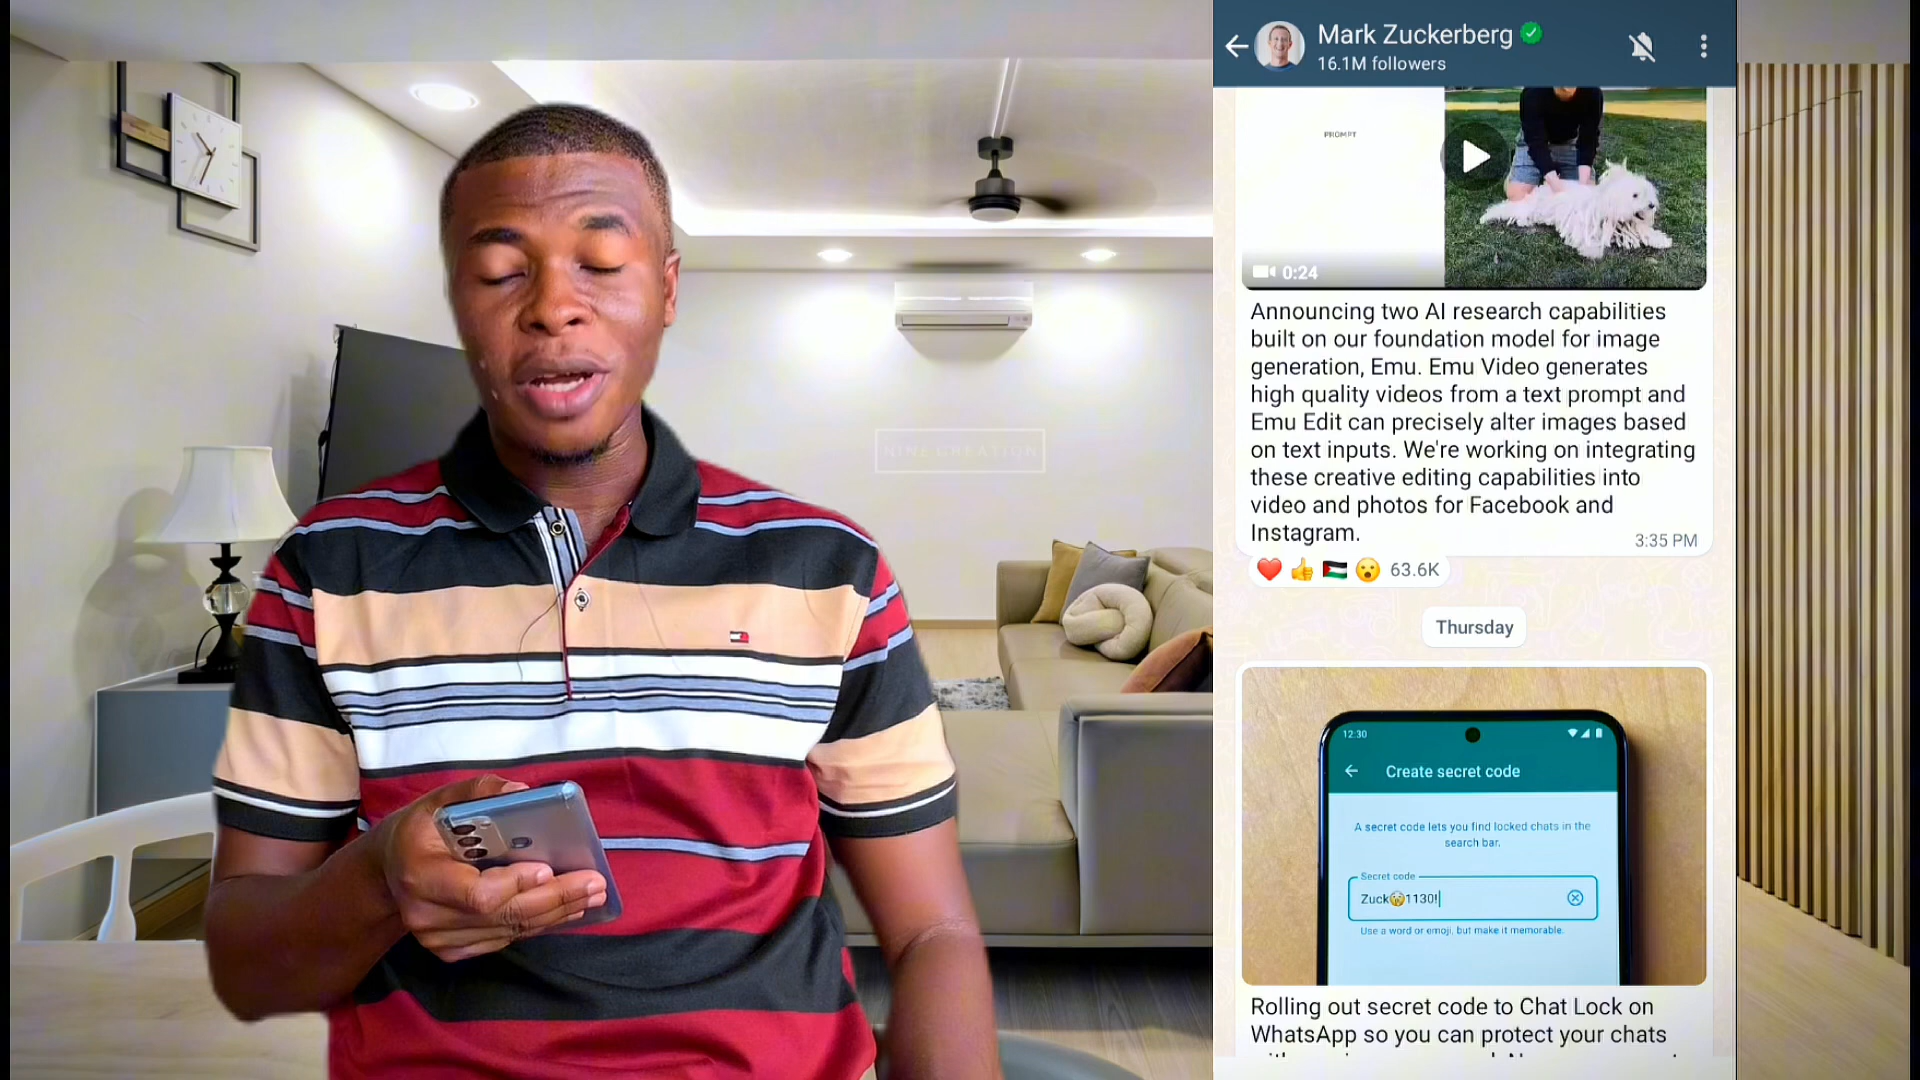 Mark Zuckerberg
16.1M followers
PROMPT
0:24
Announcing two AI research capabilities
built on our foundation model for image
generation, Emu. Emu Video generates
high quality videos from a text prompt and
Emu Edit can precisely alter images based
on text inputs. We're working on integrating
these creative editing capabilities into
video and photos for Facebook and
Instagram.
3:35 PM
❤️👍🇵🇸😮 63.6K
Thursday
12:30
Create secret code
A secret code lets you find locked chats in the
search bar.
Secret code
Zuck🤫1130!
Use a word or emoji, but make it memorable.
NINE CREATION
Rolling out secret code to Chat Lock on
WhatsApp so you can protect your chats